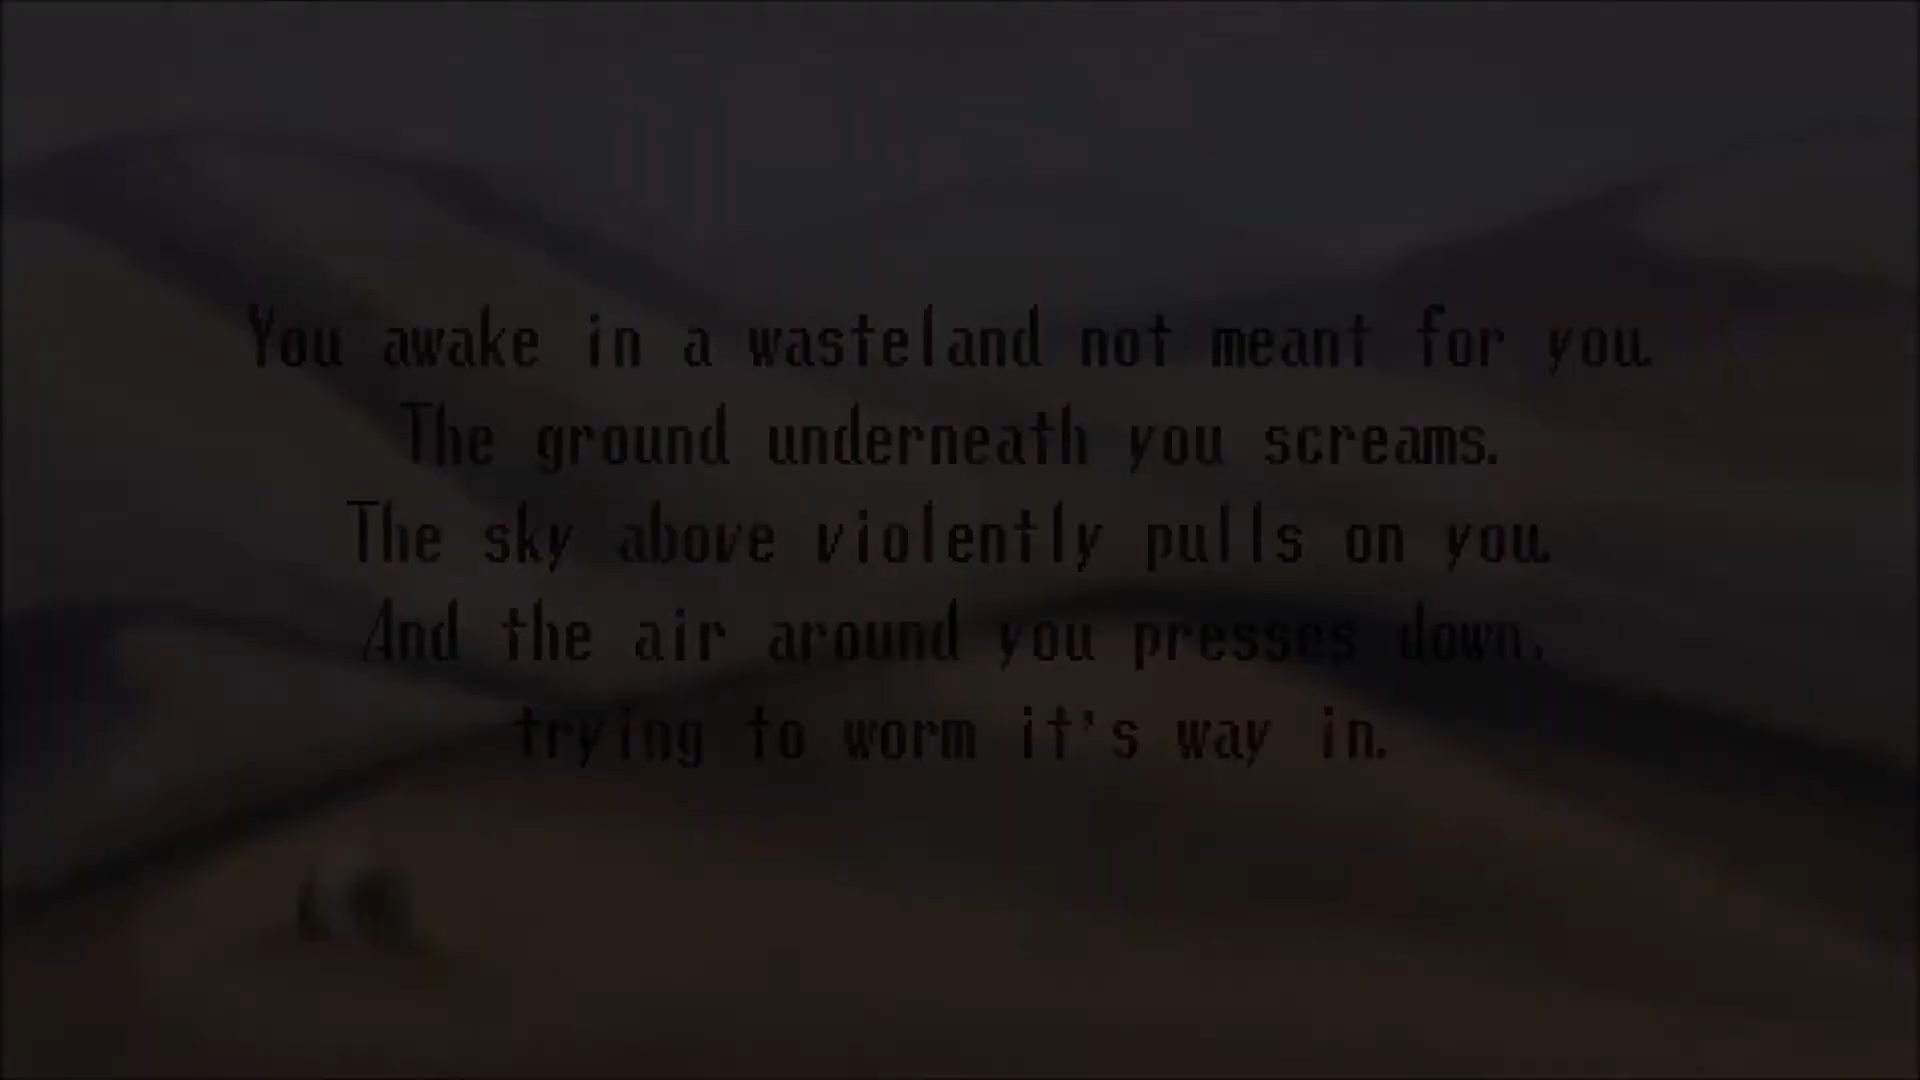 You awake in a wasteland not meant for you.
The ground underneath you screams.
The sky above violently pulls on you.
And the air around you presses down,
trying to worm it's way in.